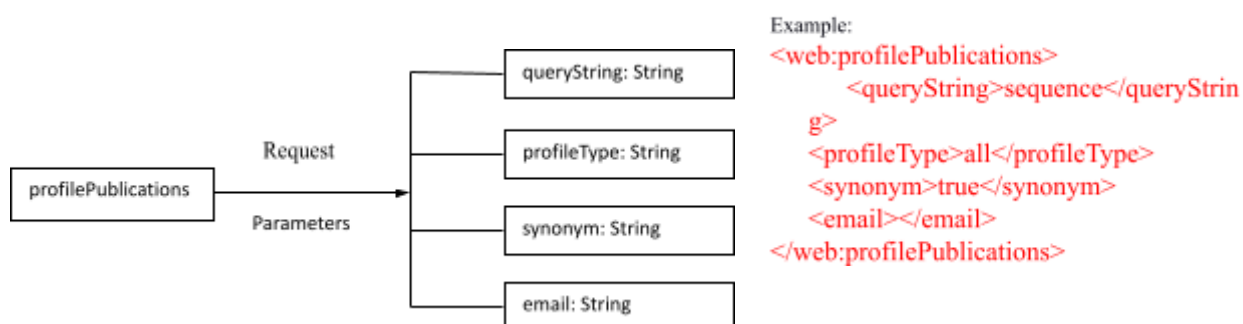 profilePublications
Request
Parameters
queryString: String
profileType: String
synonym: String
email: String
Example:
<web:profilePublications>
<queryString>sequence</queryStrin
g>
<profileType>all</profileType>
<synonym>true</synonym>
<email></email>
</web:profilePublications>